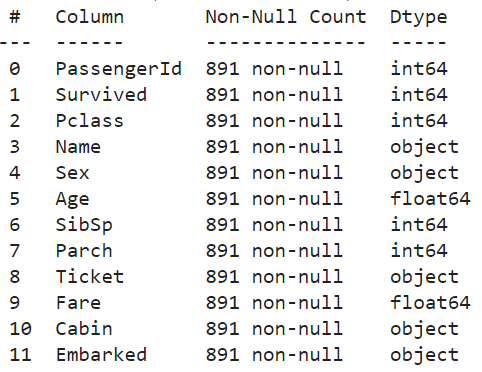 #   Column       Non-Null Count  Dtype
---  ------       --------------  -----
0   PassengerId  891 non-null    int64
1   Survived     891 non-null    int64
2   Pclass       891 non-null    int64
3   Name         891 non-null    object
4   Sex          891 non-null    object
5   Age          891 non-null    float64
6   SibSp        891 non-null    int64
7   Parch        891 non-null    int64
8   Ticket       891 non-null    object
9   Fare         891 non-null    float64
10  Cabin        891 non-null    object
11  Embarked     891 non-null    object